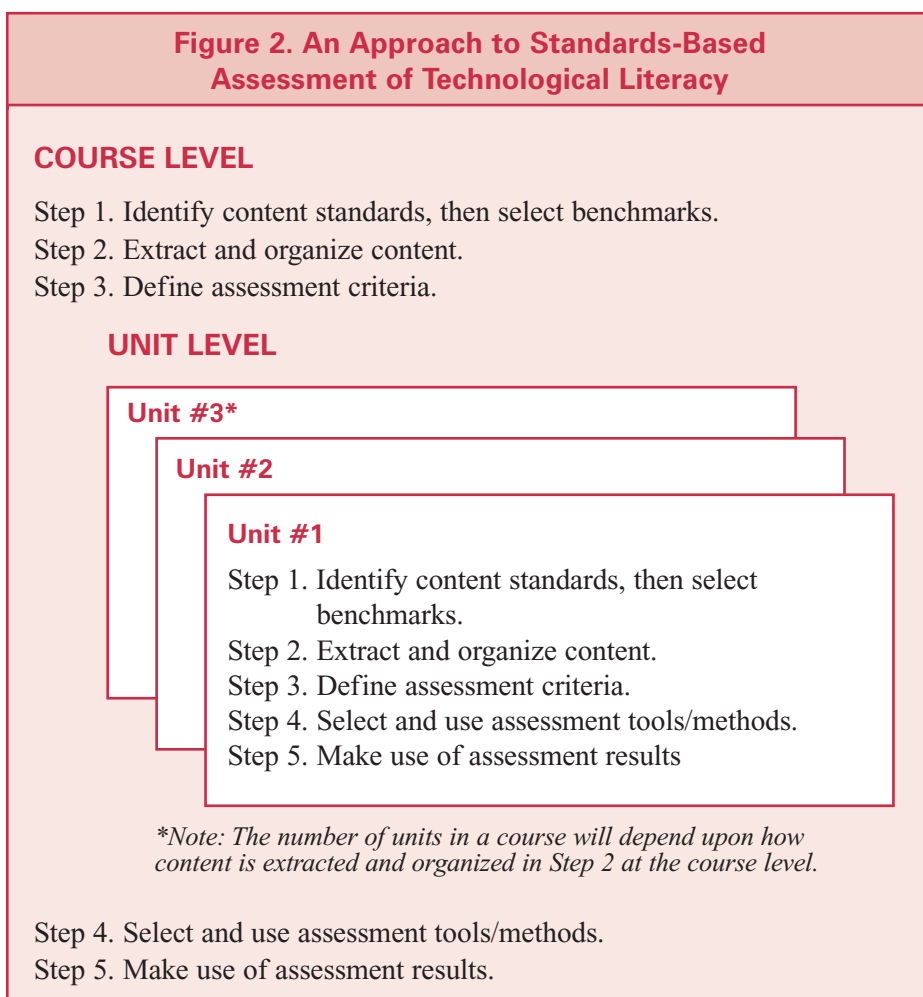 Figure 2. An Approach to Standards-Based
Assessment of Technological Literacy
COURSE LEVEL
Step 1. Identify content standards, then select benchmarks.
Step 2. Extract and organize content.
Step 3. Define assessment criteria.
UNIT LEVEL
Unit #3*
Unit #2
Unit #1
Step 1. Identify content standards, then select
benchmarks.
Step 2. Extract and organize content.
Step 3. Define assessment criteria.
Step 4. Select and use assessment tools/methods.
Step 5. Make use of assessment results
*Note: The number of units in a course will depend upon how
content is extracted and organized in Step 2 at the course level.
Step 4. Select and use assessment tools/methods.
Step 5. Make use of assessment results.